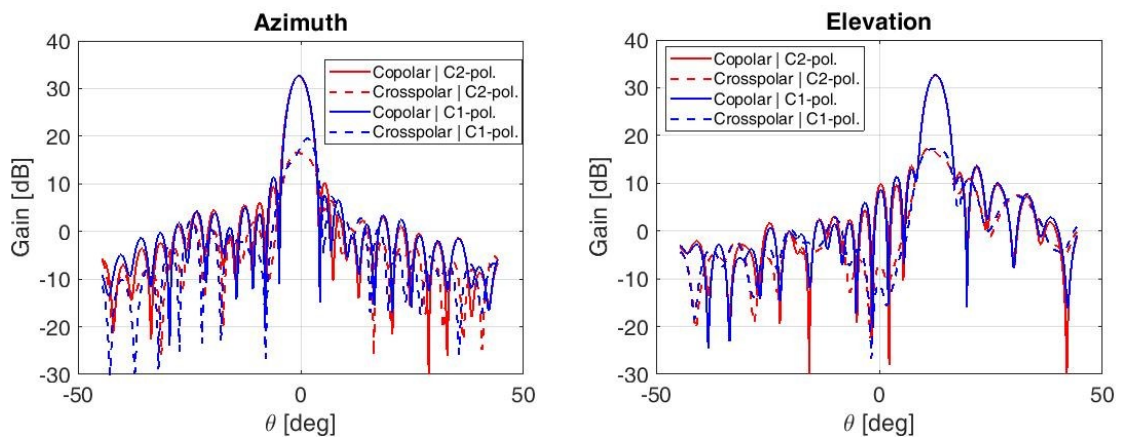 Azimuth
Copolar | C2-pol.
Crosspolar | C2-pol.
Copolar | C1-pol.
Crosspolar | C1-pol.
40
30
20
10
0
-10
-20
-30
Gain [dB]
-50
0
50
θ [deg]
Elevation
Copolar | C2-pol.
Crosspolar | C2-pol.
Copolar | C1-pol.
Crosspolar | C1-pol.
40
30
20
10
0
-10
-20
-30
Gain [dB]
-50
0
50
θ [deg]